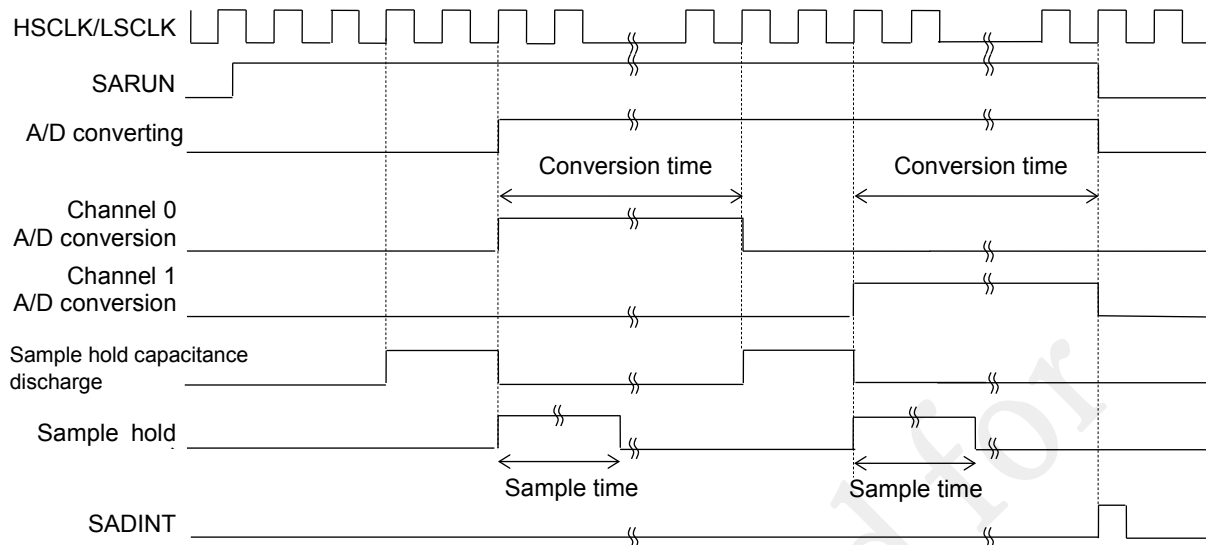 HSCLK/LSCLK
SARUN
A/D converting
Conversion time
Conversion time
Channel 0
A/D conversion
Channel 1
A/D conversion
Sample hold capacitance
discharge
Sample hold
Sample time
Sample time
SADINT
d for